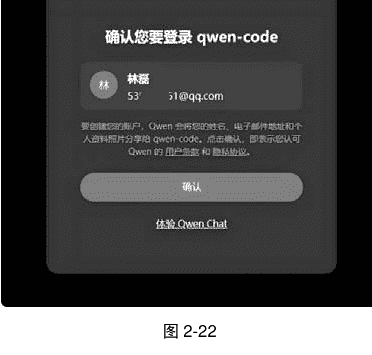 确认您要登录 qwen-code
林 林磊
53 51@qq.com
要创建您的账户，Qwen 会将您的姓名、电子邮件地址和个
人资料照片分享给 qwen-code。点击确认，即表示您认可
Qwen 的 用户条款 和 隐私协议。
确认
体验 Qwen Chat
图 2-22